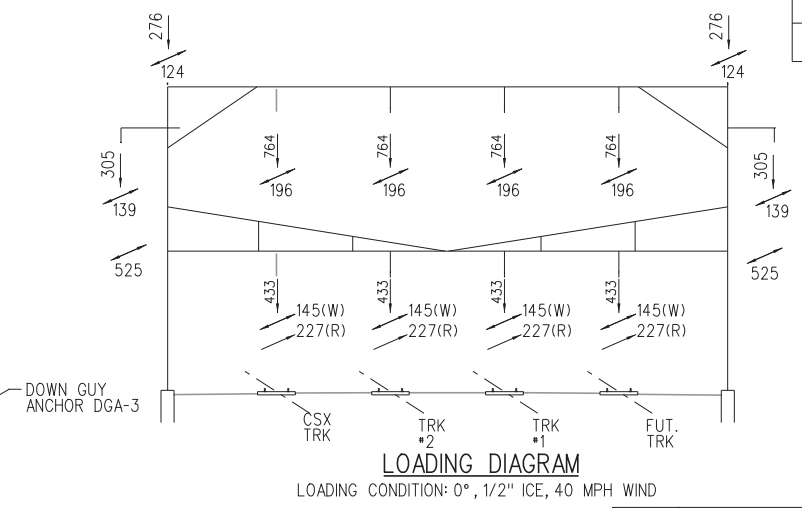 276
276
124
124
764
764
764
764
305
305
196
196
196
196
139
139
525
525
433
433
433
433
145(W)
145(W)
145(W)
145(W)
227(R)
227(R)
227(R)
227(R)
DOWN GUY
ANCHOR DGA-3
CSX
TRK
TRK
#2
TRK
#1
FUT.
TRK
LOADING DIAGRAM
LOADING CONDITION: 0°, 1/2" ICE, 40 MPH WIND